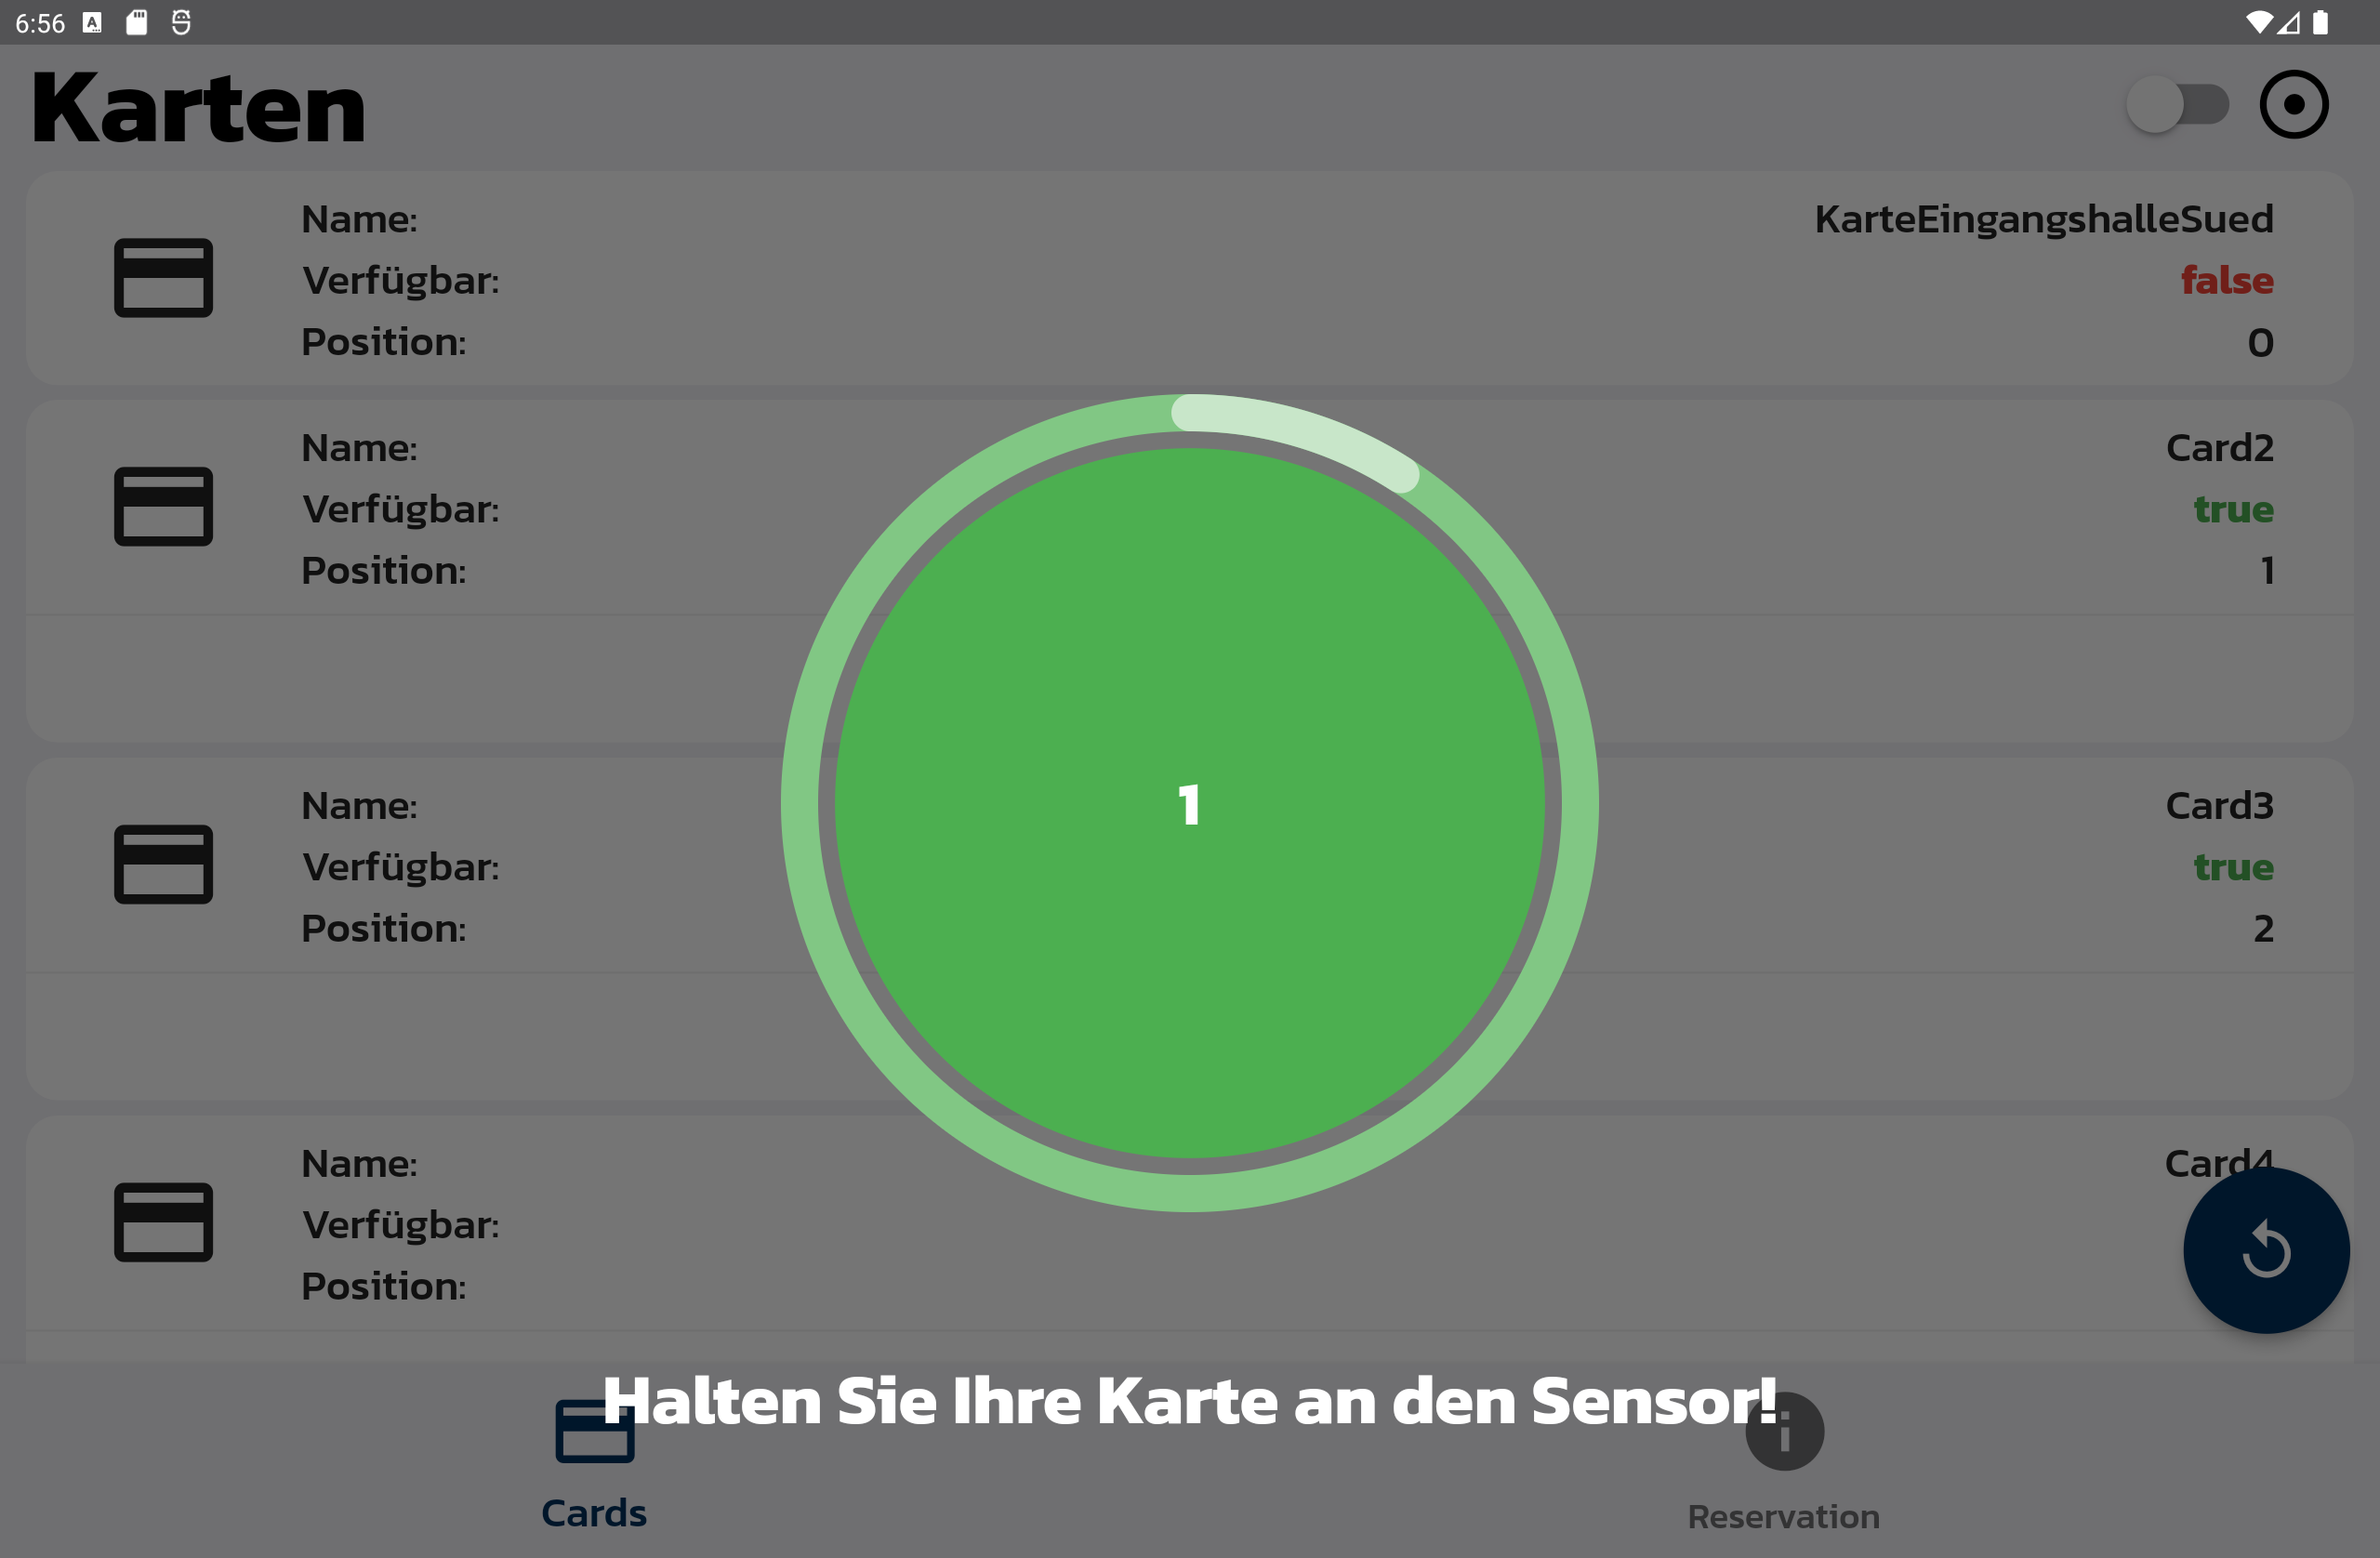 6:56
Karten
Name: KarteEingangshalleSued
Verfügbar: false
Position: 0
Name: Card2
Verfügbar: true
Position: 1
Name: Card3
Verfügbar: true
Position: 2
1
Name: Card4
Verfügbar:
Position:
Halten Sie Ihre Karte an den Sensor!
Cards
Reservation